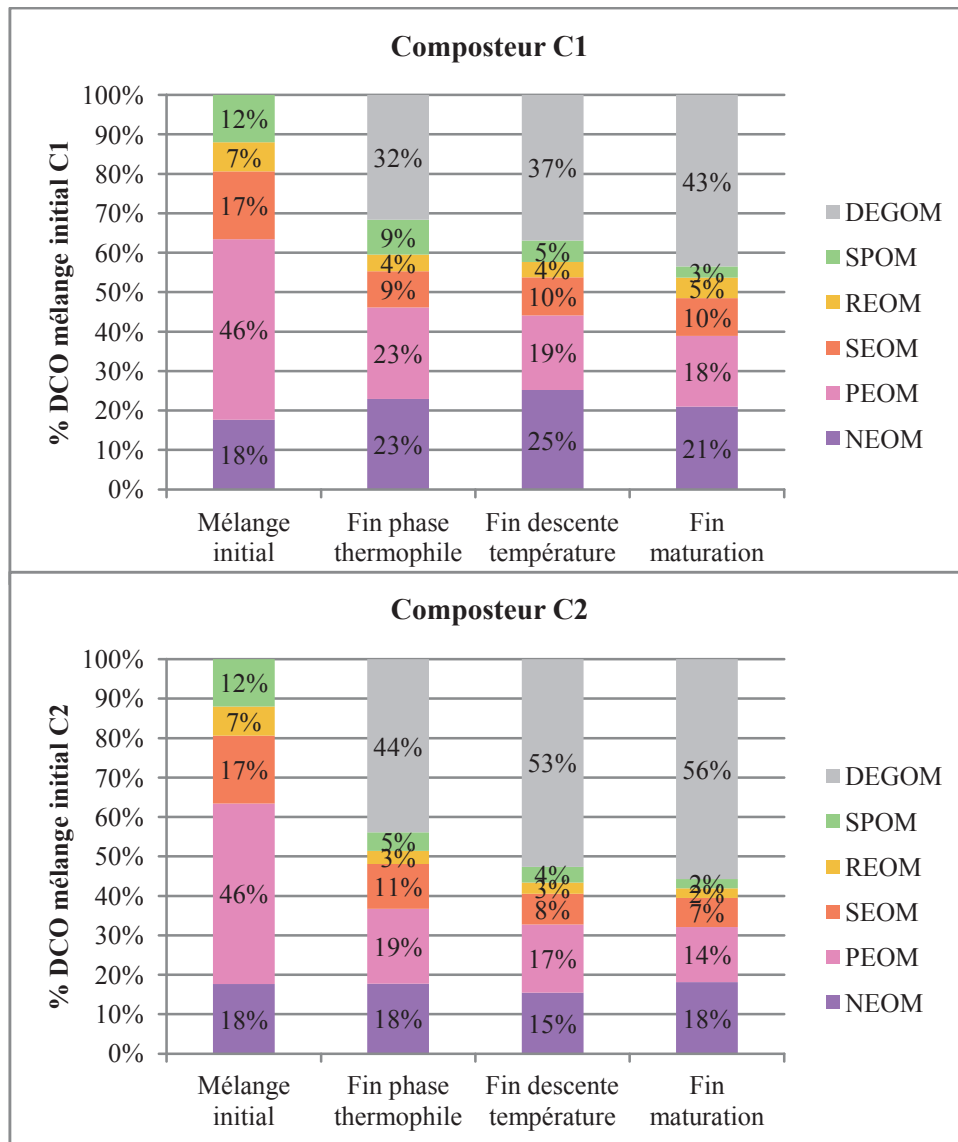 Composteur C1
% DCO mélange initial C1
100%
90%
80%
70%
60%
50%
40%
30%
20%
10%
0%
12%
7%
17%
46%
18%
32%
9%
4%
9%
23%
23%
37%
5%
4%
10%
19%
25%
43%
3%
5%
10%
18%
21%
Mélange
initial
Fin phase
thermophile
Fin descente
température
Fin
maturation
DEGOM
SPOM
REOM
SEOM
PEOM
NEOM
Composteur C2
% DCO mélange initial C2
100%
90%
80%
70%
60%
50%
40%
30%
20%
10%
0%
12%
7%
17%
46%
18%
44%
5%
3%
11%
19%
18%
53%
4%
3%
8%
17%
15%
56%
2%
2%
7%
14%
18%
Mélange
initial
Fin phase
thermophile
Fin descente
température
Fin
maturation
DEGOM
SPOM
REOM
SEOM
PEOM
NEOM